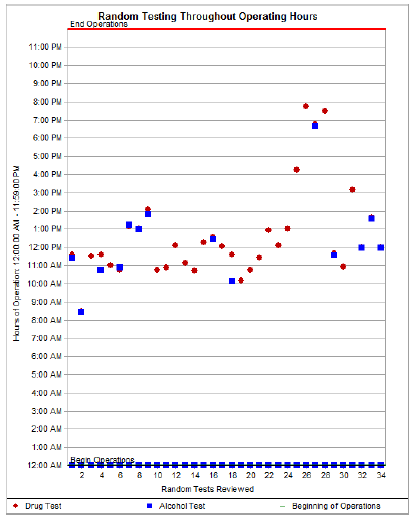 Random Testing Throughout Operating Hours
End Operations
11:00 PM
10:00 PM
9:00 PM
8:00 PM
7:00 PM
6:00 PM
5:00 PM
4:00 PM
3:00 PM
2:00 PM
1:00 PM
12:00 PM
11:00 AM
10:00 AM
9:00 AM
8:00 AM
7:00 AM
6:00 AM
5:00 AM
4:00 AM
3:00 AM
2:00 AM
1:00 AM
12:00 AM
Hours of Operation: 12:00:00 AM - 11:59:00 PM
Begin Operations
2 4 6 8 10 12 14 16 18 20 22 24 26 28 30 32 34
Random Tests Reviewed
Drug Test Alcohol Test Beginning of Operations